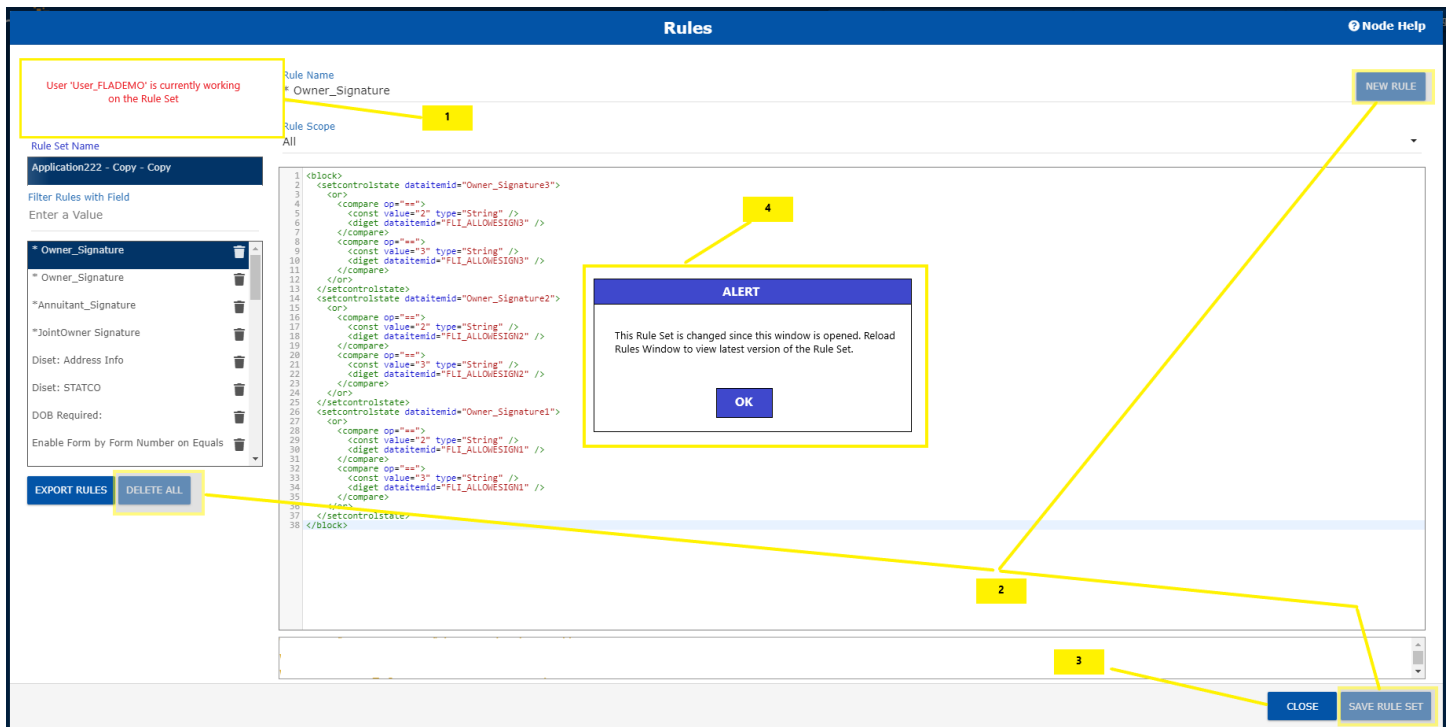 Rules
Node Help
User 'User_FLADEMO' is currently working
on the Rule Set
Rule Name
* Owner_Signature
NEW RULE
1
Rule Scope
All
Rule Set Name
Application222 - Copy - Copy
Filter Rules with Field
Enter a Value
* Owner_Signature
* Owner_Signature
*Annuitant_Signature
*JointOwner Signature
Diset: Address Info
Diset: STATCO
DOB Required:
Enable Form by Form Number on Equals
EXPORT RULES
DELETE ALL
1 <block>
2 <setcontrolstate dataitemid="Owner_Signature3">
3 <or>
4 <compare op="==">
5 <const value="2" type="String" />
6 <diget dataitemid="FLI_ALLOWESIGN3" />
7 </compare>
8 <compare op="==">
9 <const value="3" type="String" />
10 <diget dataitemid="FLI_ALLOWESIGN3" />
11 </compare>
12 </or>
13 </setcontrolstate>
14 <setcontrolstate dataitemid="Owner_Signature2">
15 <or>
16 <compare op="==">
17 <const value="2" type="String" />
18 <diget dataitemid="FLI_ALLOWESIGN2" />
19 </compare>
20 <compare op="==">
21 <const value="3" type="String" />
22 <diget dataitemid="FLI_ALLOWESIGN2" />
23 </compare>
24 </or>
25 </setcontrolstate>
26 <setcontrolstate dataitemid="Owner_Signature1">
27 <or>
28 <compare op="==">
29 <const value="2" type="String" />
30 <diget dataitemid="FLI_ALLOWESIGN1" />
31 </compare>
32 <compare op="==">
33 <const value="3" type="String" />
34 <diget dataitemid="FLI_ALLOWESIGN1" />
35 </compare>
36 </or>
37 </setcontrolstate>
38 </block>
4
ALERT
This Rule Set is changed since this window is opened. Reload
Rules Window to view latest version of the Rule Set.
OK
2
3
CLOSE
SAVE RULE SET